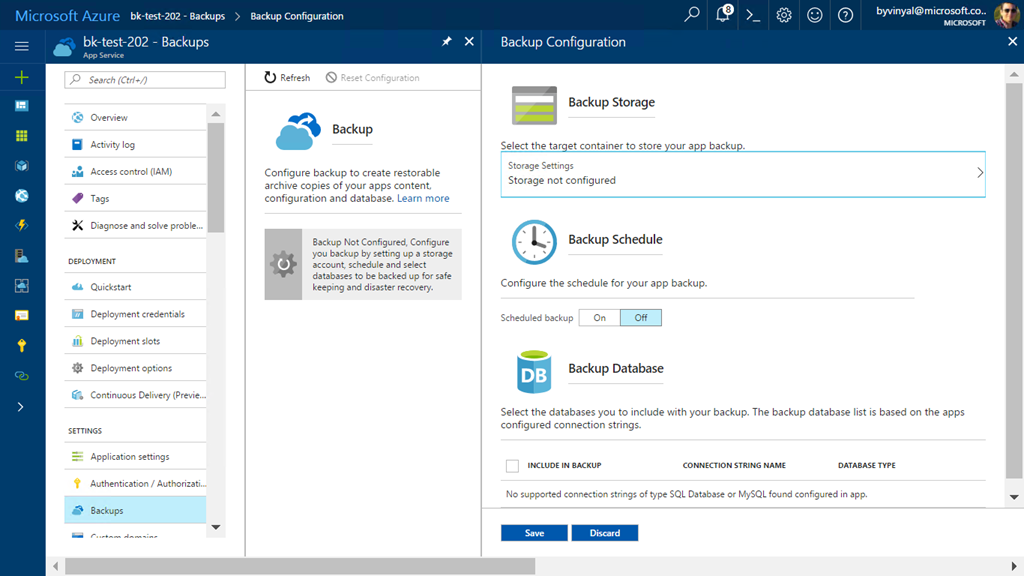 Microsoft Azure bk-test-202 - Backups > Backup Configuration
8
byvinyal@microsoft.co..
MICROSOFT
bk-test-202 - Backups
App Service
Search (Ctrl+/)
Overview
Activity log
Access control (IAM)
Tags
Diagnose and solve proble...
DEPLOYMENT
Quickstart
Deployment credentials
Deployment slots
Deployment options
Continuous Delivery (Previe...
SETTINGS
Application settings
Authentication / Authorizati...
Backups
Custom domains
Refresh
Reset Configuration
Backup
Configure backup to create restorable
archive copies of your apps content,
configuration and database. Learn more
Backup Not Configured, Configure
you backup by setting up a storage
account, schedule and select
databases to be backed up for safe
keeping and disaster recovery.
Backup Configuration
Backup Storage
Select the target container to store your app backup.
Storage Settings
Storage not configured
Backup Schedule
Configure the schedule for your app backup.
Scheduled backup On Off
DB
Backup Database
Select the databases you to include with your backup. The backup database list is based on the apps
configured connection strings.
INCLUDE IN BACKUP CONNECTION STRING NAME DATABASE TYPE
No supported connection strings of type SQL Database or MySQL found configured in app.
Save Discard